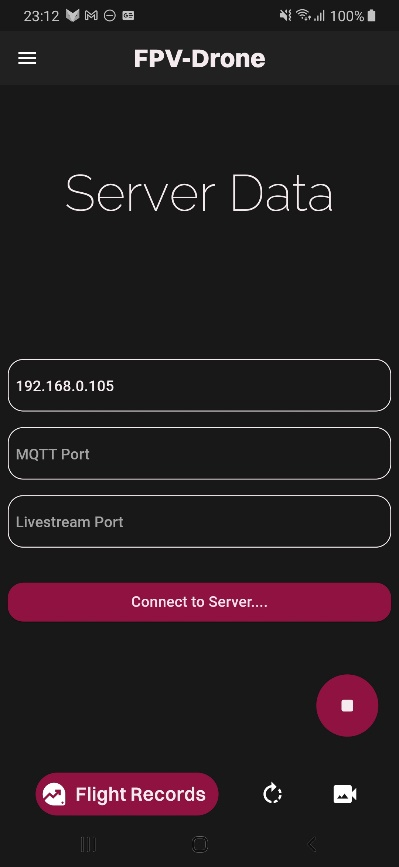 23:12
100%
FPV-Drone
Server Data
192.168.0.105
MQTT Port
Livestream Port
Connect to Server....
Flight Records